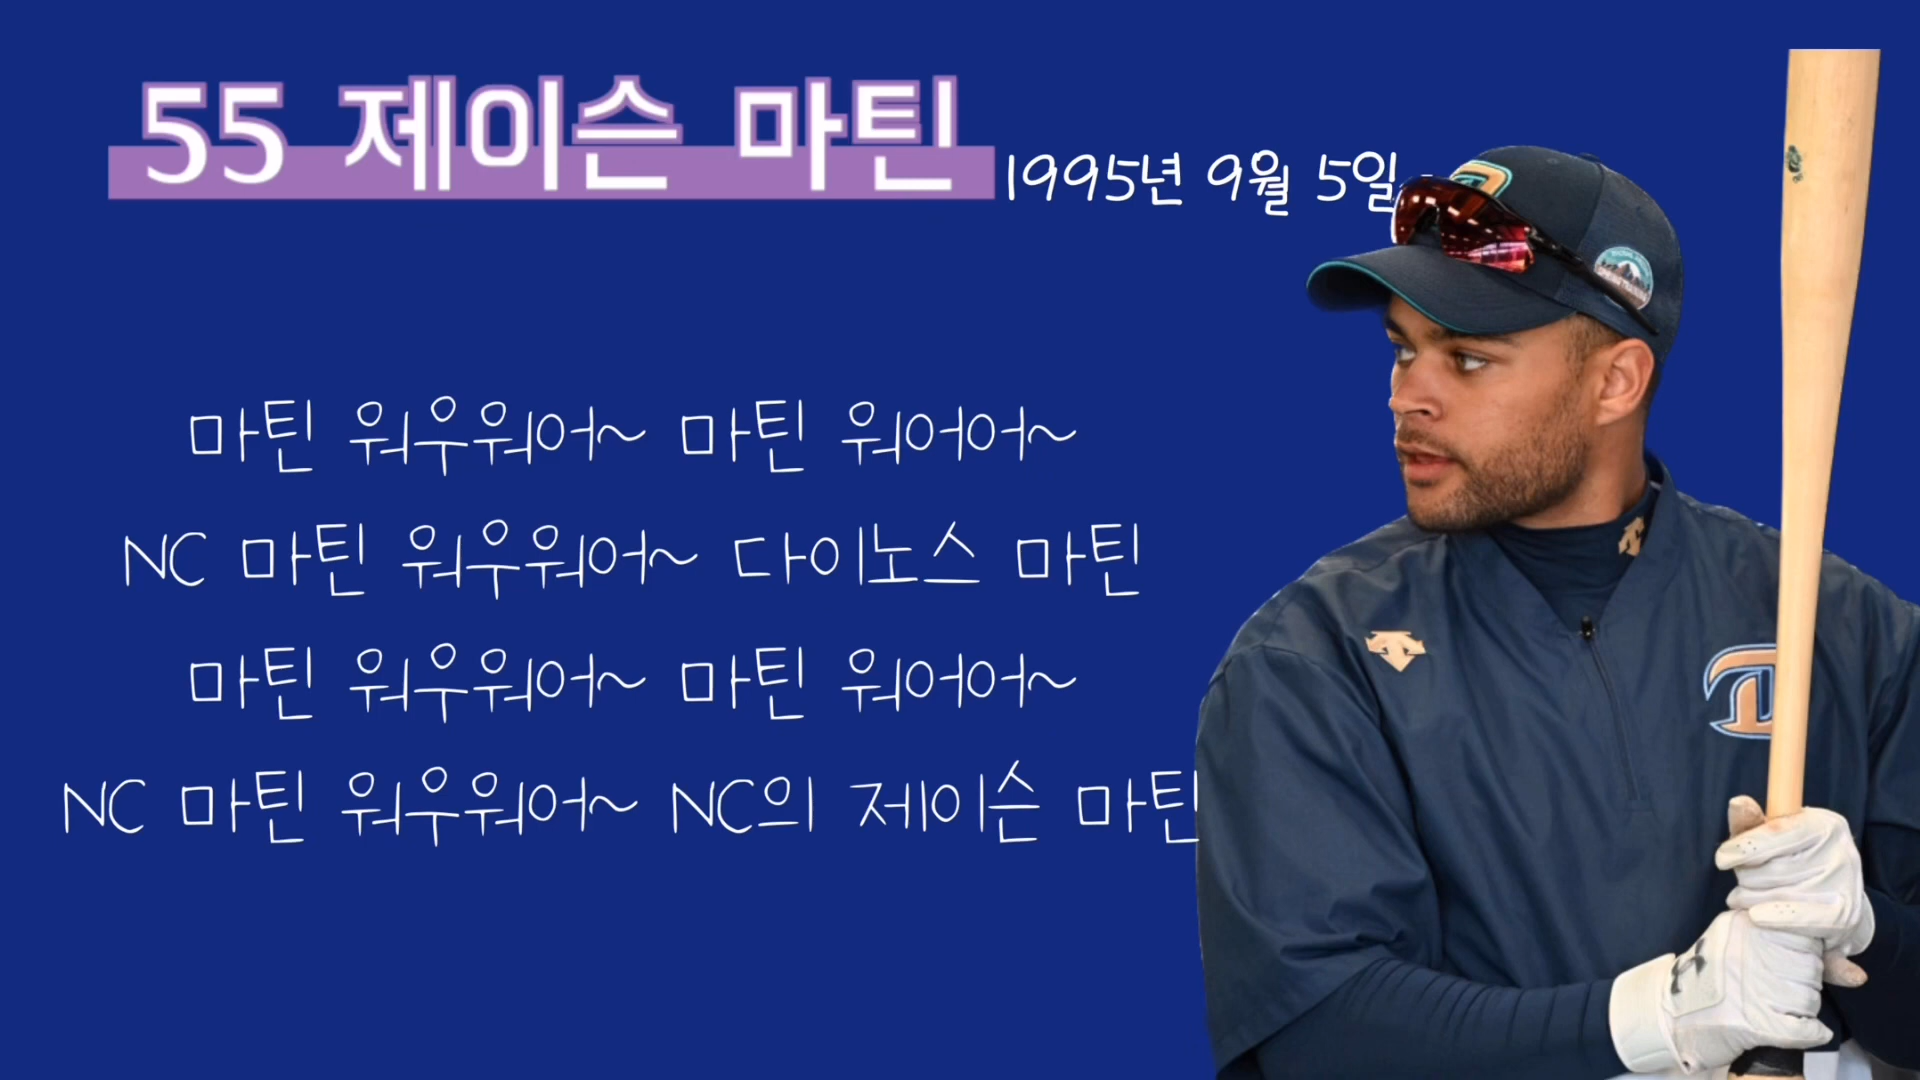 55 제이슨 마틴
1995년 9월 5일
마틴 워우워어~ 마틴 워어어~
NC 마틴 워우워어~ 다이노스 마틴
마틴 워우워어~ 마틴 워어어~
NC 마틴 워우워어~ NC의 제이슨 마틴